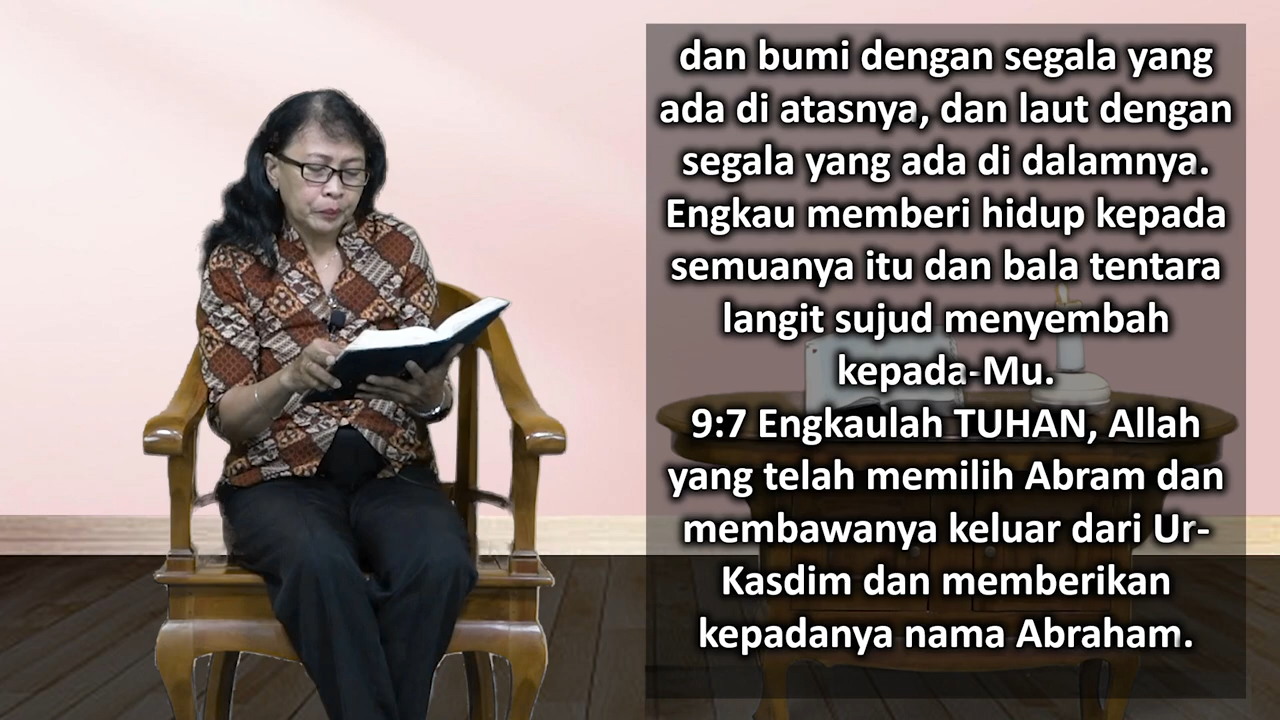 dan bumi dengan segala yang
ada di atasnya, dan laut dengan
segala yang ada di dalamnya.
Engkau memberi hidup kepada
semuanya itu dan bala tentara
langit sujud menyembah
kepada-Mu.
9:7 Engkaulah TUHAN, Allah
yang telah memilih Abram dan
membawanya keluar dari Ur-
Kasdim dan memberikan
kepadanya nama Abraham.